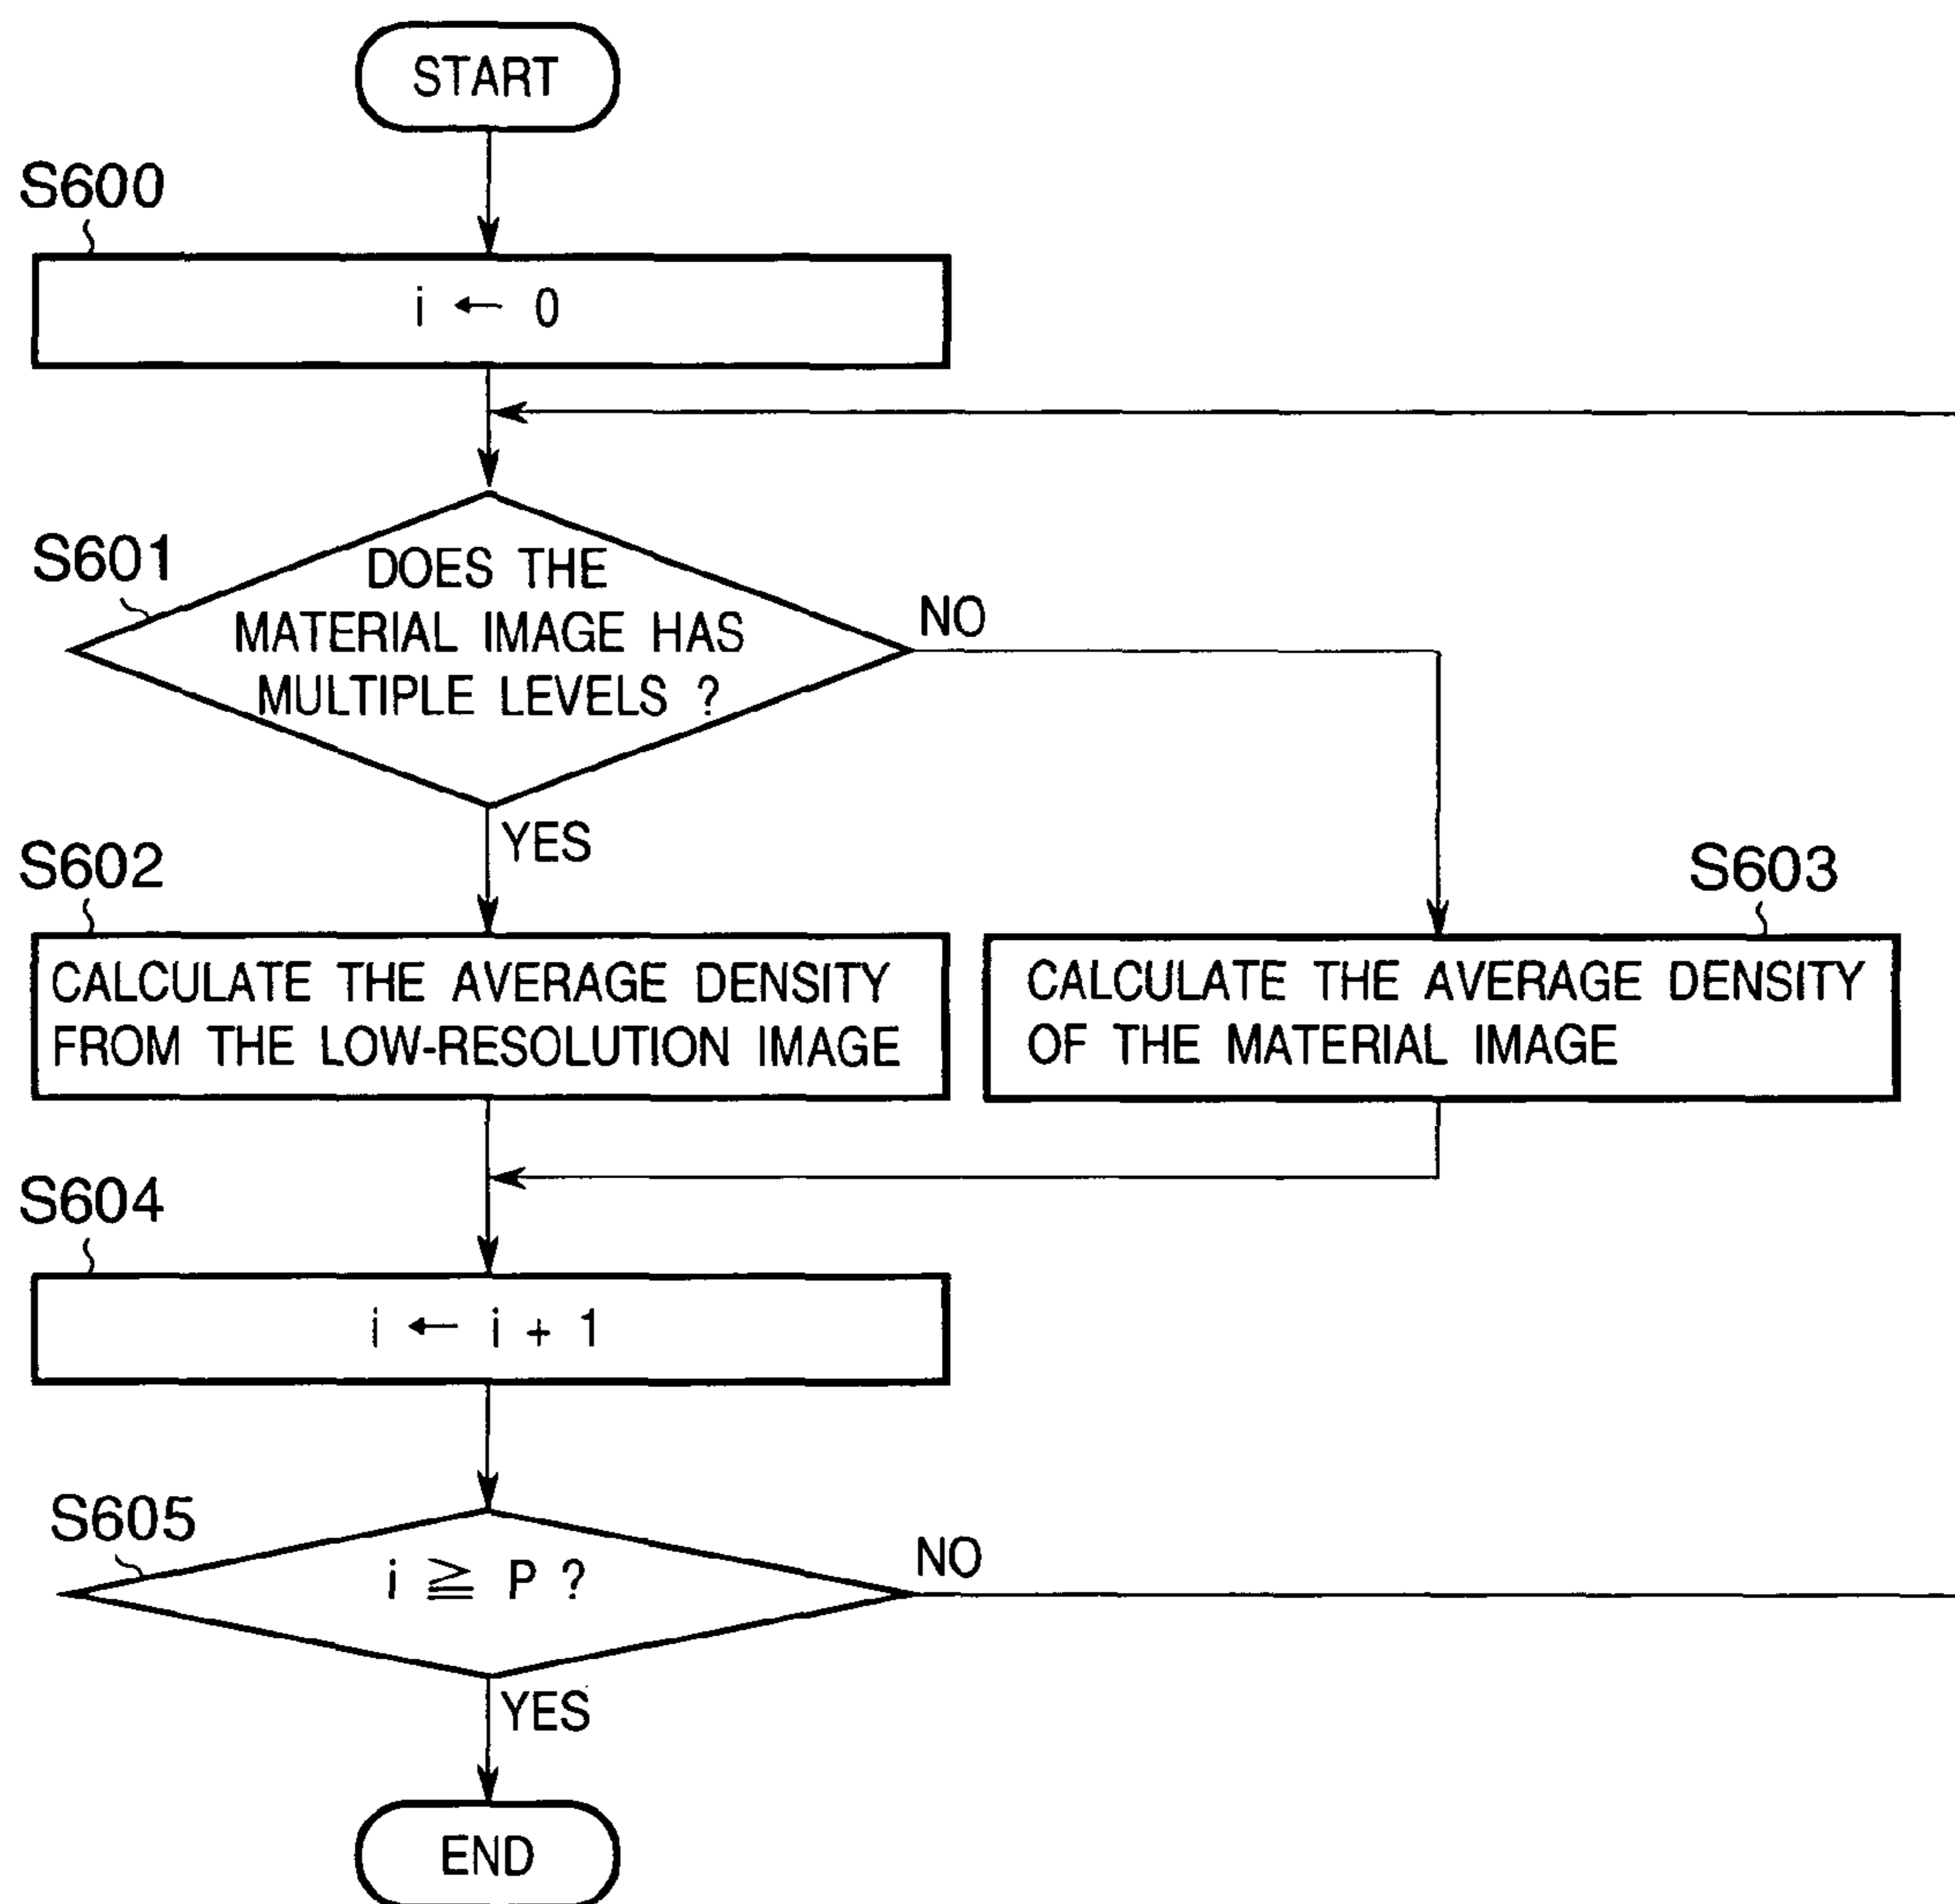 START
S600
i ← 0
S601
DOES THE
MATERIAL IMAGE HAS
MULTIPLE LEVELS ?
NO
YES
S602
CALCULATE THE AVERAGE DENSITY
FROM THE LOW-RESOLUTION IMAGE
S603
CALCULATE THE AVERAGE DENSITY
OF THE MATERIAL IMAGE
S604
i ← i + 1
S605
i ≧ P ?
NO
YES
END